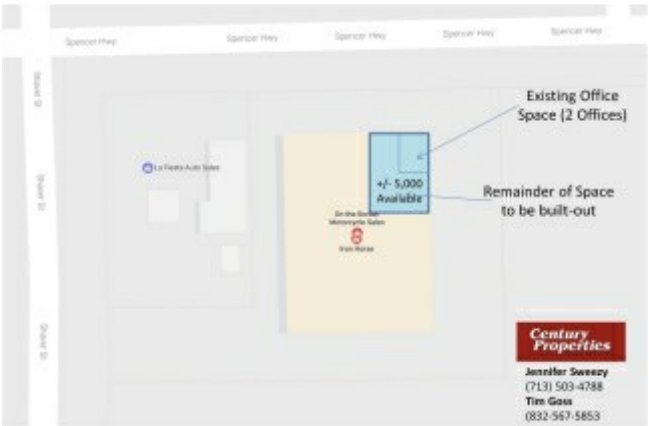 Spencer Hwy Spencer Hwy Spencer Hwy Spencer Hwy Spencer Hwy
Shaver St
Existing Office
Space (2 Offices)
La Fiesta Auto Sales
Shaver St
+/- 5,000
Available
Remainder of Space
to be built-out
On the Border
Motorcycle Sales
Iron Horse
Shaver St
Century
Properties
Jennifer Sweezy
(713) 503-4788
Tim Goss
(832-567-5853